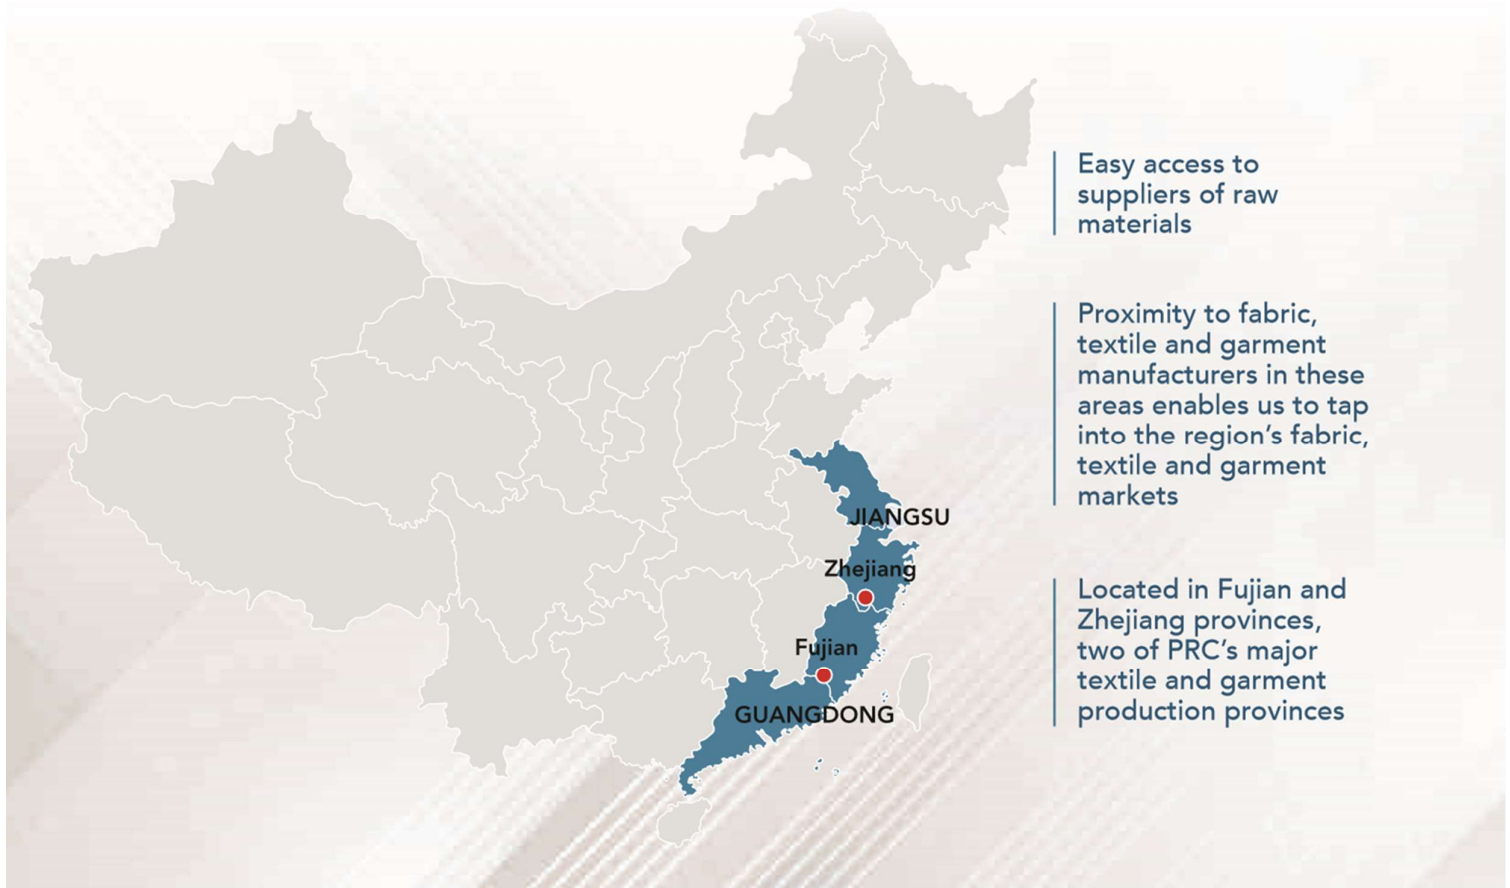 Easy access to
suppliers of raw
materials
Proximity to fabric,
textile and garment
manufacturers in these
areas enables us to tap
into the region's fabric,
textile and garment
markets
Located in Fujian and
Zhejiang provinces,
two of PRC's major
textile and garment
production provinces
JIANGSU
Zhejiang
Fujian
GUANGDONG